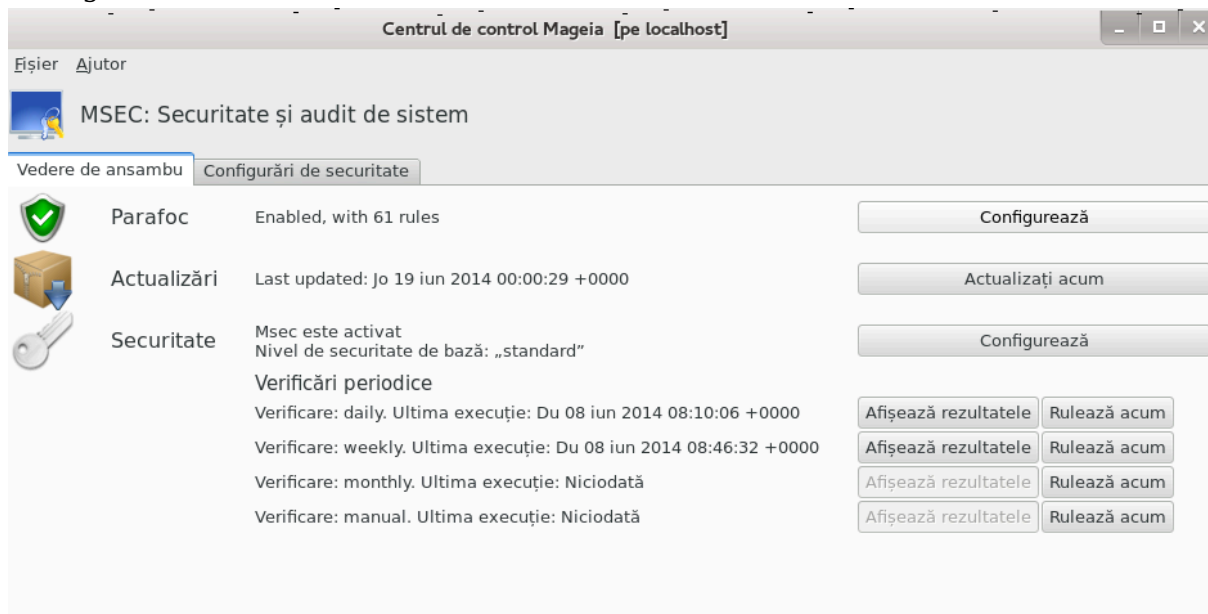 Centrul de control Mageia [pe localhost]
Fișier Ajutor
MSEC: Securitate și audit de sistem
Vedere de ansambu Configurări de securitate
Parafoc Enabled, with 61 rules Configurează
Actualizări Last updated: Jo 19 iun 2014 00:00:29 +0000 Actualizați acum
Securitate Msec este activat
Nivel de securitate de bază: „standard” Configurează
Verificări periodice
Verificare: daily. Ultima execuție: Du 08 iun 2014 08:10:06 +0000 Afișează rezultatele Rulează acum
Verificare: weekly. Ultima execuție: Du 08 iun 2014 08:46:32 +0000 Afișează rezultatele Rulează acum
Verificare: monthly. Ultima execuție: Niciodată Afișează rezultatele Rulează acum
Verificare: manual. Ultima execuție: Niciodată Afișează rezultatele Rulează acum